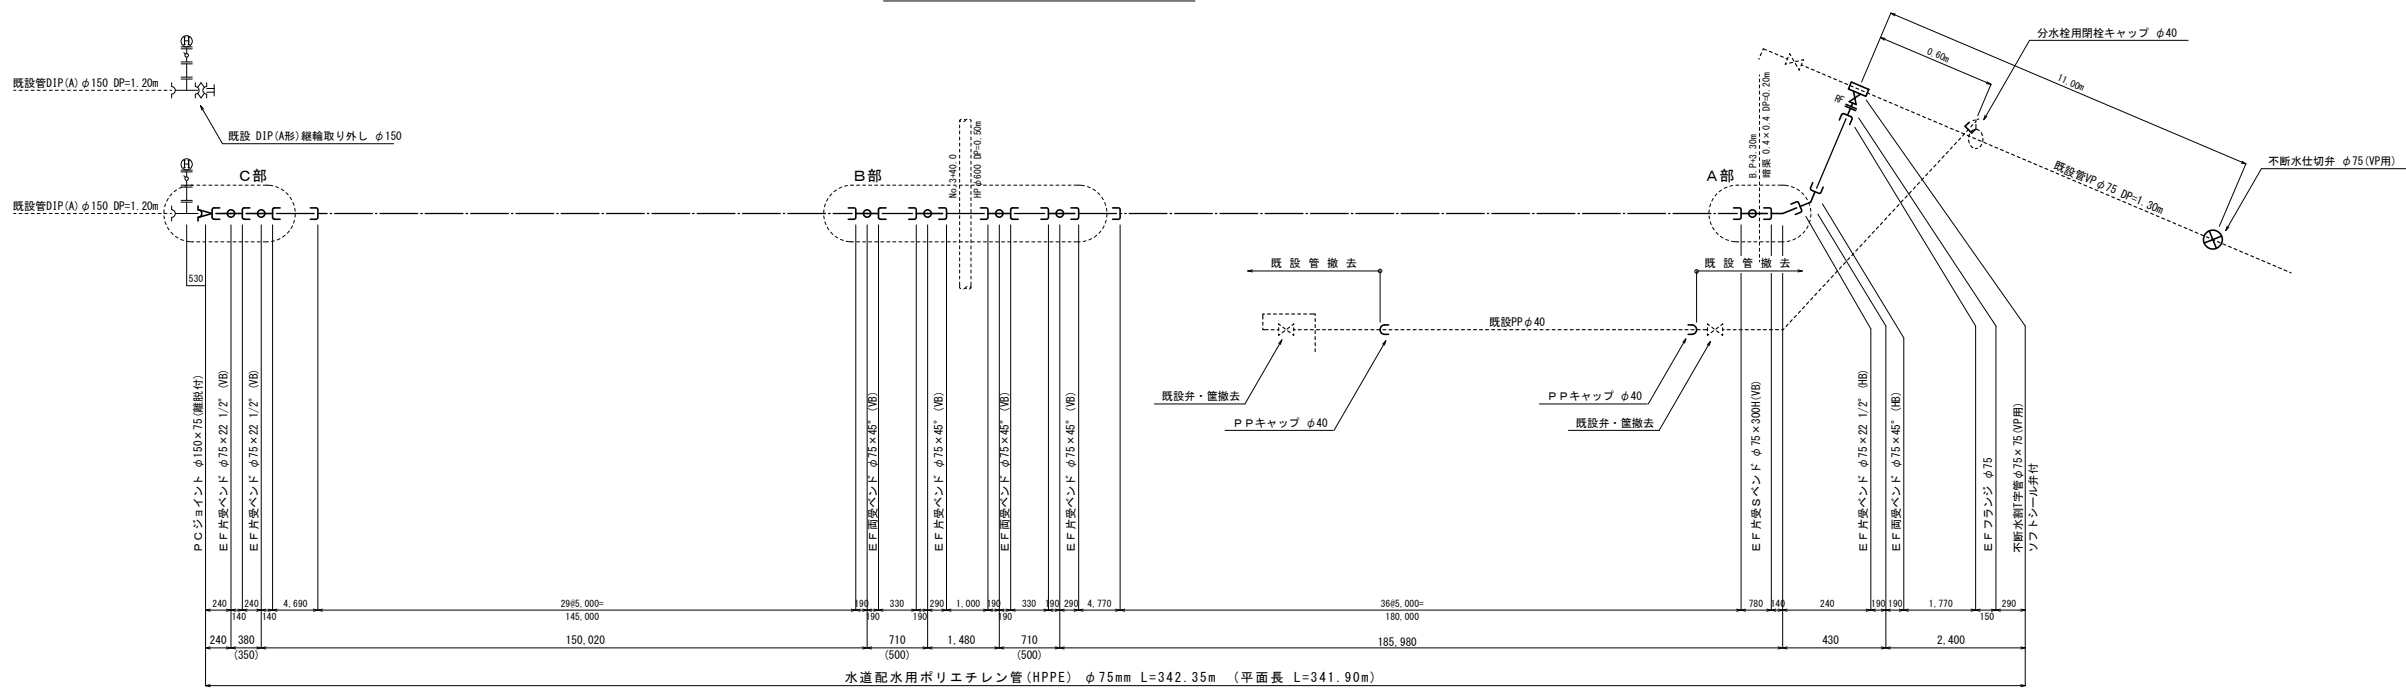 既設管DIP(A) φ150 DP=1.20m
既設 DIP(A形)継輪取り外し φ150
既設管DIP(A) φ150 DP=1.20m
C部
B部
A部
No.3+40.0
HP φ600 DP=0.50m
B.P+3.30m
暗渠 0.4×0.4 DP=0.20m
RF
0.60m
11.00m
分水栓用閉栓キャップ φ40
不断水仕切弁 φ75(VP用)
既設管VPφ75 DP=1.30m
H
H
530
既 設 管 撤 去
既 設 管 撤 去
既設PPφ40
既設弁・筐撤去
PPキャップ φ40
PPキャップ φ40
既設弁・筐撤去
PCジョイント φ150×75(離脱付)
EF片受ベンド φ75×22 1/2° (VB)
EF片受ベンド φ75×22 1/2° (VB)
EF両受ベンド φ75×45° (VB)
EF片受ベンド φ75×45° (VB)
EF両受ベンド φ75×45° (VB)
EF片受ベンド φ75×45° (VB)
EF片受Sベンド φ75×300H(VB)
EF片受ベンド φ75×22 1/2° (HB)
EF両受ベンド φ75×45° (HB)
EFフランジ φ75
不断水割T字管φ75×75(VP用)
ソフトシール弁付
240 240 4,690 29@5,000= 190 330 290 1,000 190 330 190 290 4,770 36@5,000= 780 140 240 190 190 1,770 290
140 140 145,000 190 190 190 180,000 150
240 380 150,020 710 1,480 710 185,980 430 2,400
(350) (500) (500)
水道配水用ポリエチレン管(HPPE) φ75mm L=342.35m (平面長 L=341.90m)